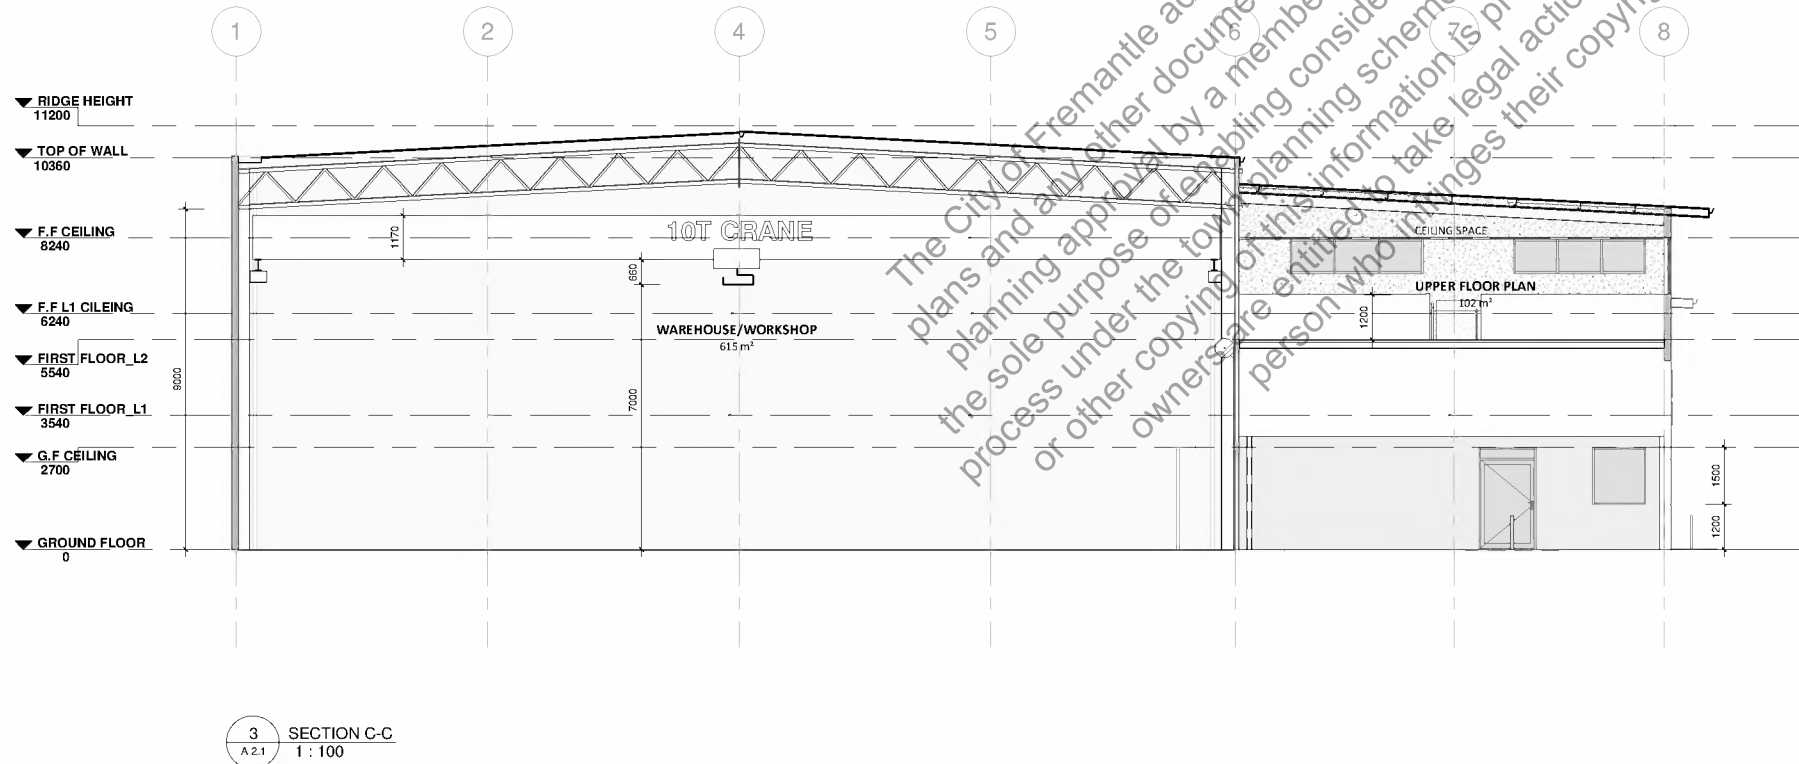 1
2
4
5
6
7
8
RIDGE HEIGHT
11200
TOP OF WALL
10360
F.F CEILING
8240
F.F L1 CILEING
6240
FIRST FLOOR_L2
5540
FIRST FLOOR_L1
3540
G.F CEILING
2700
GROUND FLOOR
0
9000
1170
10T CRANE
660
WAREHOUSE/WORKSHOP
615 m²
7000
CEILING SPACE
UPPER FLOOR PLAN
102 m²
1200
1500
1200
The City of Fremantle
plans and any other
planning approval by a
the sole purpose of enabling
process under the town planning scheme
or other copying of this information is
owners are entitled to take legal
person who infringes their
3
A 2.1
SECTION C-C
1 : 100